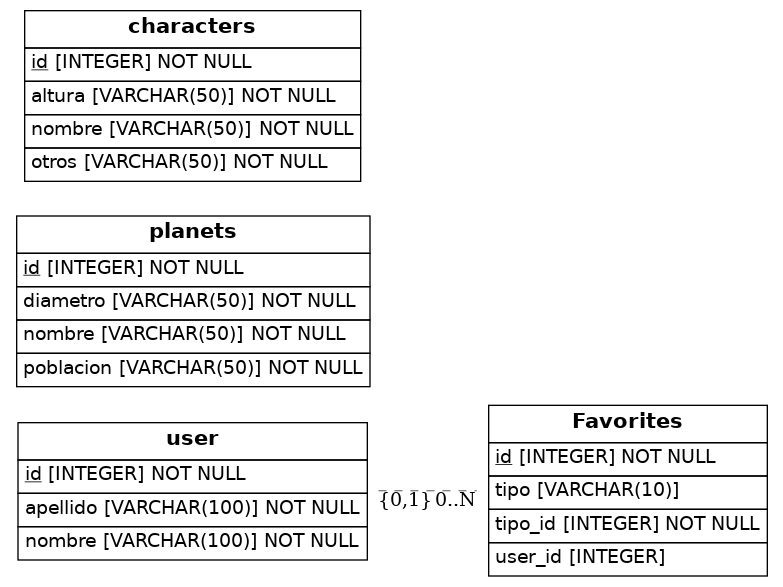 characters
id [INTEGER] NOT NULL
altura [VARCHAR(50)] NOT NULL
nombre [VARCHAR(50)] NOT NULL
otros [VARCHAR(50)] NOT NULL
planets
id [INTEGER] NOT NULL
diametro [VARCHAR(50)] NOT NULL
nombre [VARCHAR(50)] NOT NULL
poblacion [VARCHAR(50)] NOT NULL
user
id [INTEGER] NOT NULL
apellido [VARCHAR(100)] NOT NULL
nombre [VARCHAR(100)] NOT NULL
{0,1} 0..N
Favorites
id [INTEGER] NOT NULL
tipo [VARCHAR(10)]
tipo_id [INTEGER] NOT NULL
user_id [INTEGER]